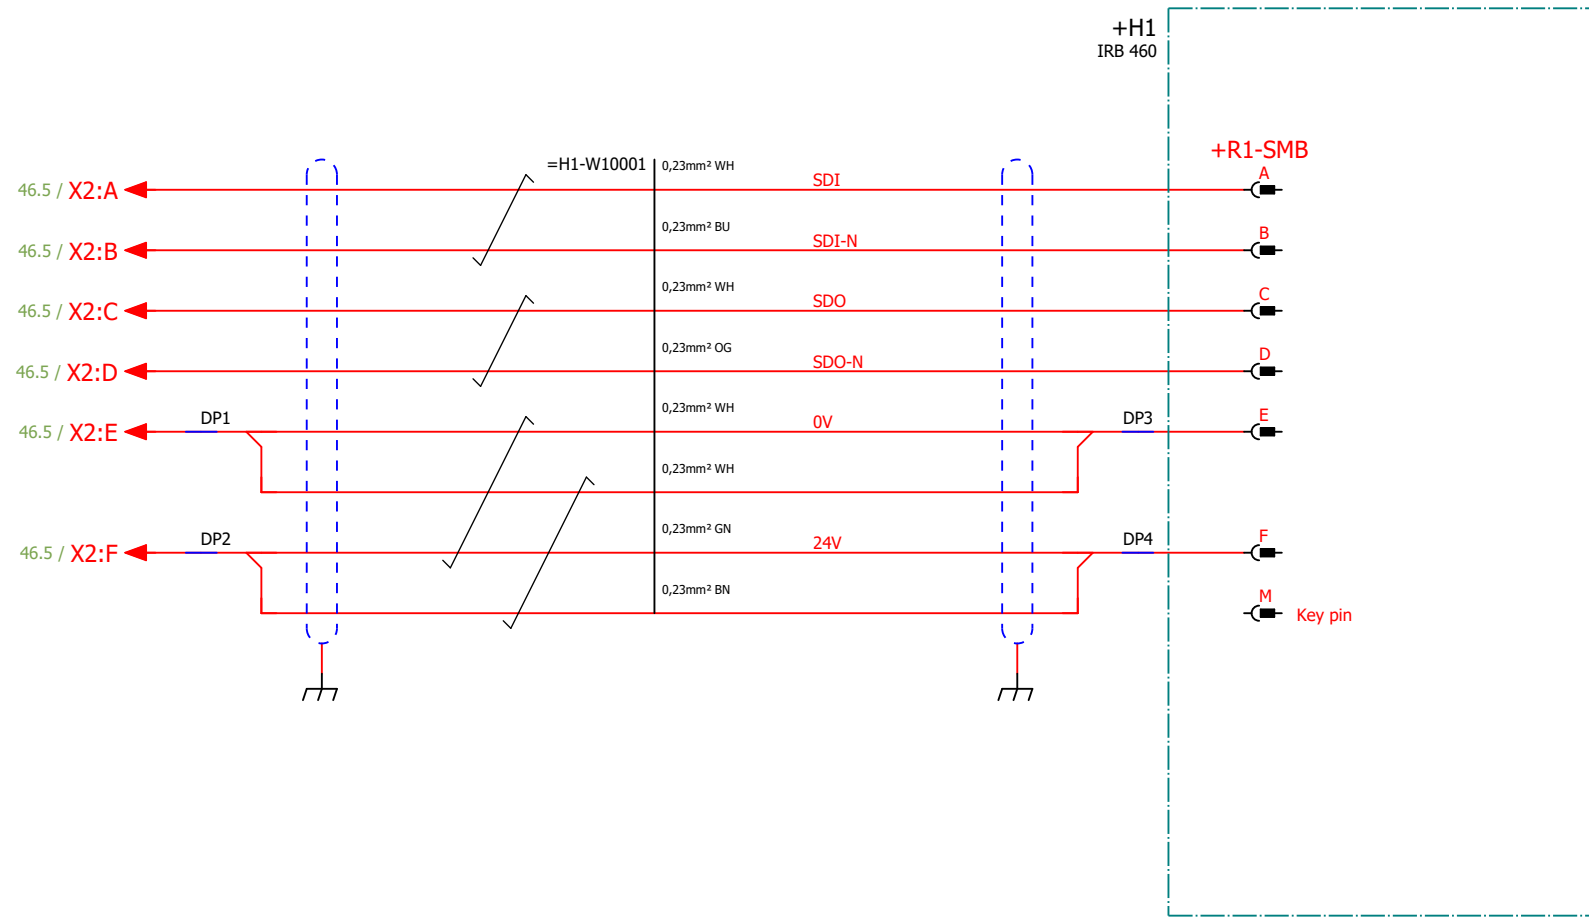 +H1
IRB 460
+R1-SMB
=H1-W10001
0,23mm² WH
46.5 / X2:A
SDI
A
0,23mm² BU
46.5 / X2:B
SDI-N
B
0,23mm² WH
46.5 / X2:C
SDO
C
0,23mm² OG
46.5 / X2:D
SDO-N
D
0,23mm² WH
46.5 / X2:E
DP1
0V
DP3
E
0,23mm² WH
0,23mm² GN
46.5 / X2:F
DP2
24V
DP4
F
0,23mm² BN
M
Key pin